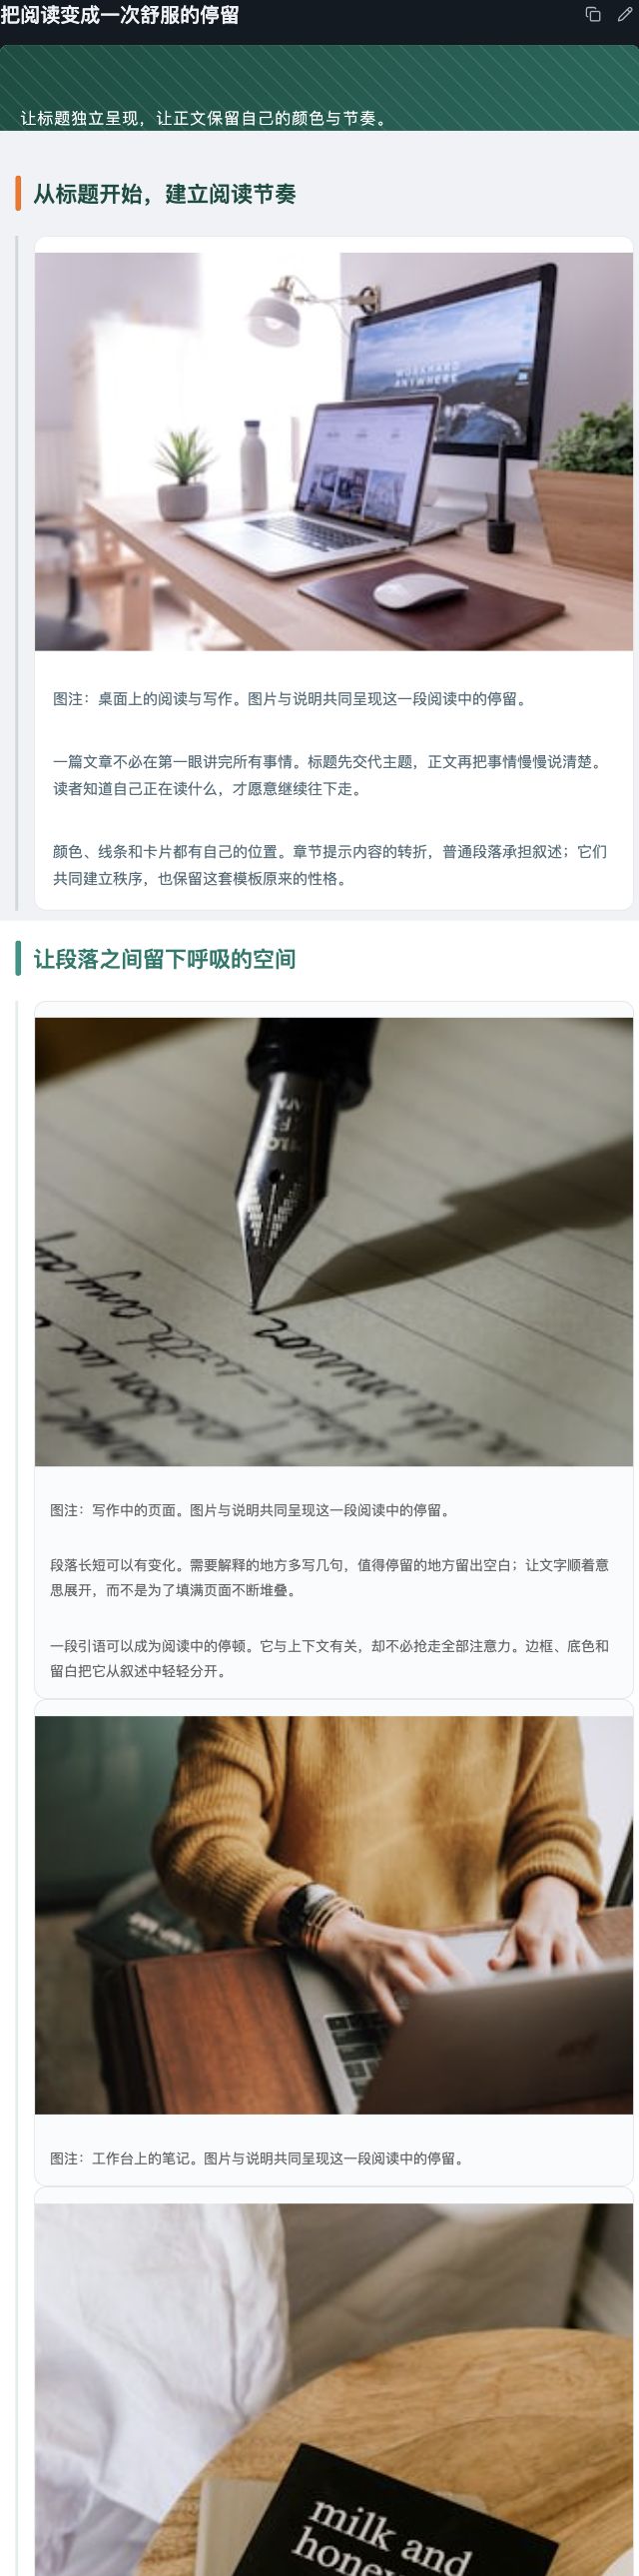 把阅读变成一次舒服的停留
让标题独立呈现，让正文保留自己的颜色与节奏。
从标题开始，建立阅读节奏
WORK HARD
ANYWHERE
图注：桌面上的阅读与写作。图片与说明共同呈现这一段阅读中的停留。
一篇文章不必在第一眼讲完所有事情。标题先交代主题，正文再把事情慢慢说清楚。
读者知道自己正在读什么，才愿意继续往下走。
颜色、线条和卡片都有自己的位置。章节提示内容的转折，普通段落承担叙述；它们
共同建立秩序，也保留这套模板原来的性格。
让段落之间留下呼吸的空间
图注：写作中的页面。图片与说明共同呈现这一段阅读中的停留。
段落长短可以有变化。需要解释的地方多写几句，值得停留的地方留出空白；让文字顺着意
思展开，而不是为了填满页面不断堆叠。
一段引语可以成为阅读中的停顿。它与上下文有关，却不必抢走全部注意力。边框、底色和
留白把它从叙述中轻轻分开。
图注：工作台上的笔记。图片与说明共同呈现这一段阅读中的停留。
milk and
honey